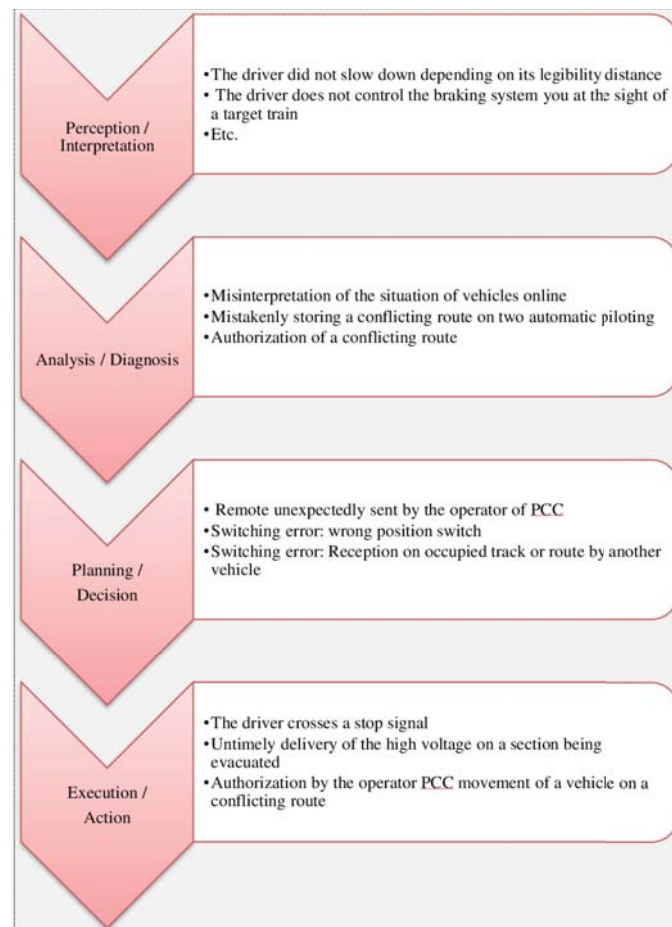 Perception /
Interpretation
•The driver did not slow down depending on its legibility distance
• The driver does not control the braking system you at the sight of
a target train
•Etc.
Analysis / Diagnosis
•Misinterpretation of the situation of vehicles online
•Mistakenly storing a conflicting route on two automatic piloting
•Authorization of a conflicting route
Planning /
Decision
• Remote unexpectedly sent by the operator of PCC
•Switching error: wrong position switch
•Switching error: Reception on occupied track or route by another
vehicle
Execution /
Action
•The driver crosses a stop signal
•Untimely delivery of the high voltage on a section being
evacuated
•Authorization by the operator PCC movement of a vehicle on a
conflicting route